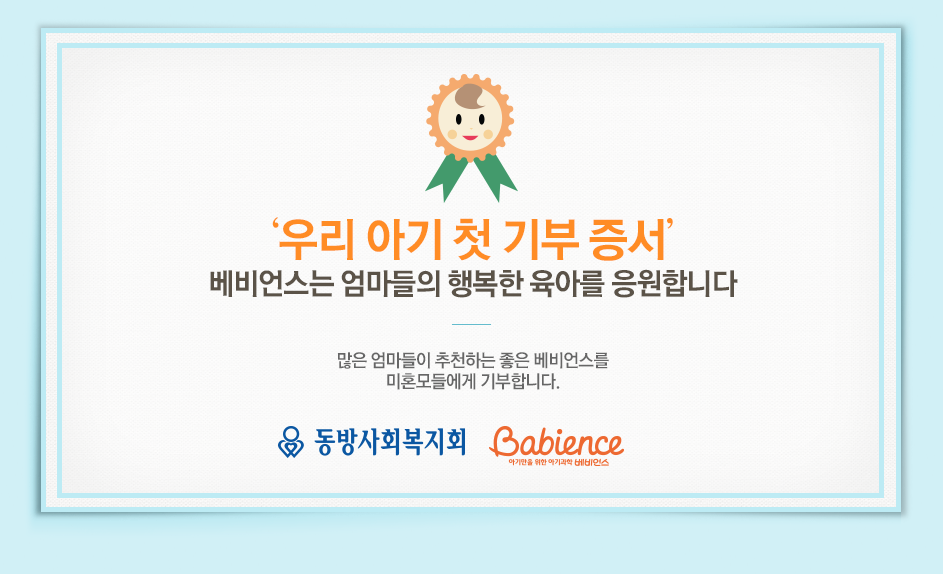 ‘우리 아기 첫 기부 증서’
베비언스는 엄마들의 행복한 육아를 응원합니다
많은 엄마들이 추천하는 좋은 베비언스를
미혼모들에게 기부합니다.
동방사회복지회
Babience
아기만을 위한 아기과학 베비언스